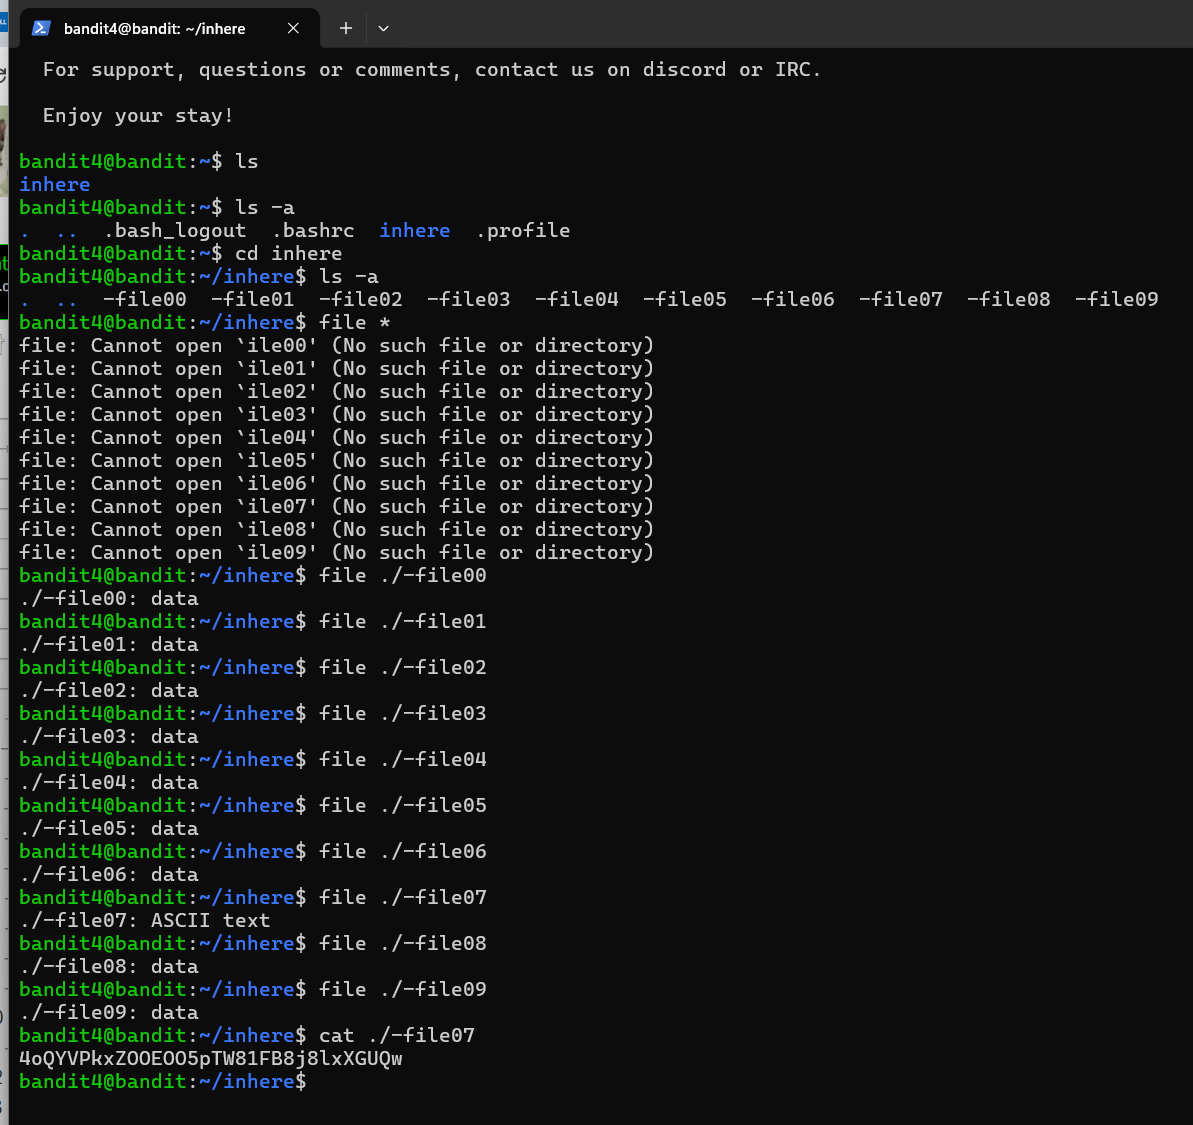 bandit4@bandit: ~/inhere
For support, questions or comments, contact us on discord or IRC.
Enjoy your stay!
bandit4@bandit:~$ ls
inhere
bandit4@bandit:~$ ls -a
.  ..  .bash_logout  .bashrc  inhere  .profile
bandit4@bandit:~$ cd inhere
bandit4@bandit:~/inhere$ ls -a
.  ..  -file00  -file01  -file02  -file03  -file04  -file05  -file06  -file07  -file08  -file09
bandit4@bandit:~/inhere$ file *
file: Cannot open `ile00' (No such file or directory)
file: Cannot open `ile01' (No such file or directory)
file: Cannot open `ile02' (No such file or directory)
file: Cannot open `ile03' (No such file or directory)
file: Cannot open `ile04' (No such file or directory)
file: Cannot open `ile05' (No such file or directory)
file: Cannot open `ile06' (No such file or directory)
file: Cannot open `ile07' (No such file or directory)
file: Cannot open `ile08' (No such file or directory)
file: Cannot open `ile09' (No such file or directory)
bandit4@bandit:~/inhere$ file ./-file00
./-file00: data
bandit4@bandit:~/inhere$ file ./-file01
./-file01: data
bandit4@bandit:~/inhere$ file ./-file02
./-file02: data
bandit4@bandit:~/inhere$ file ./-file03
./-file03: data
bandit4@bandit:~/inhere$ file ./-file04
./-file04: data
bandit4@bandit:~/inhere$ file ./-file05
./-file05: data
bandit4@bandit:~/inhere$ file ./-file06
./-file06: data
bandit4@bandit:~/inhere$ file ./-file07
./-file07: ASCII text
bandit4@bandit:~/inhere$ file ./-file08
./-file08: data
bandit4@bandit:~/inhere$ file ./-file09
./-file09: data
bandit4@bandit:~/inhere$ cat ./-file07
4oQYVPkxZOOEOO5pTW81FB8j8lxXGUQw
bandit4@bandit:~/inhere$